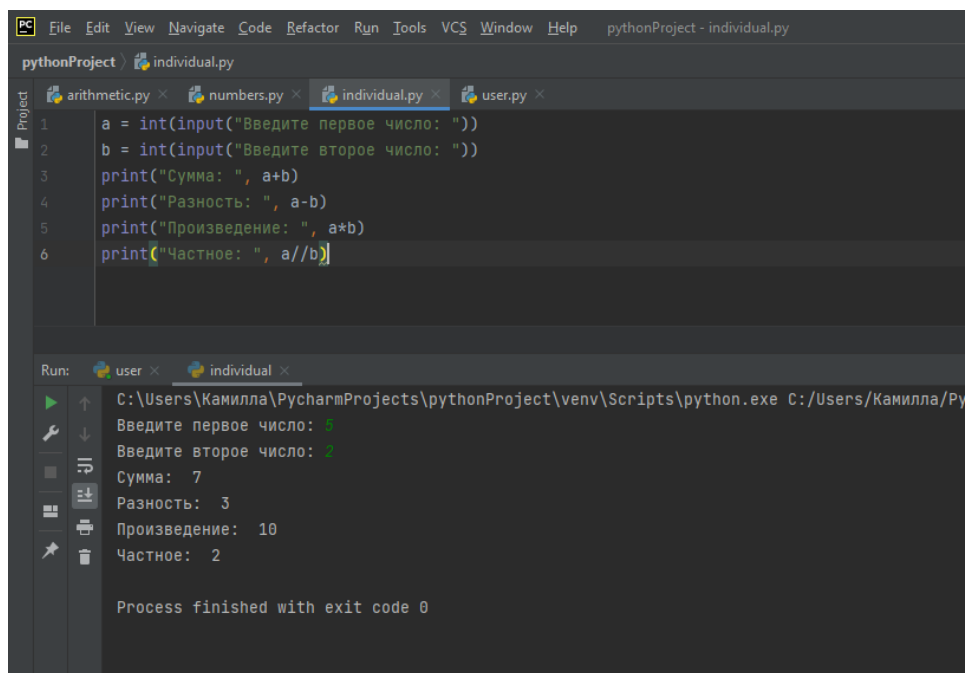 PC File Edit View Navigate Code Refactor Run Tools VCS Window Help pythonProject - individual.py
pythonProject individual.py
arithmetic.py numbers.py individual.py user.py
Project
1 a = int(input("Введите первое число: "))
2 b = int(input("Введите второе число: "))
3 print("Сумма: ", a+b)
4 print("Разность: ", a-b)
5 print("Произведение: ", a*b)
6 print("Частное: ", a//b)
Run: user individual
C:\Users\Камилла\PycharmProjects\pythonProject\venv\Scripts\python.exe C:/Users/Камилла/Py
Введите первое число: 5
Введите второе число: 2
Сумма:  7
Разность:  3
Произведение:  10
Частное:  2
Process finished with exit code 0